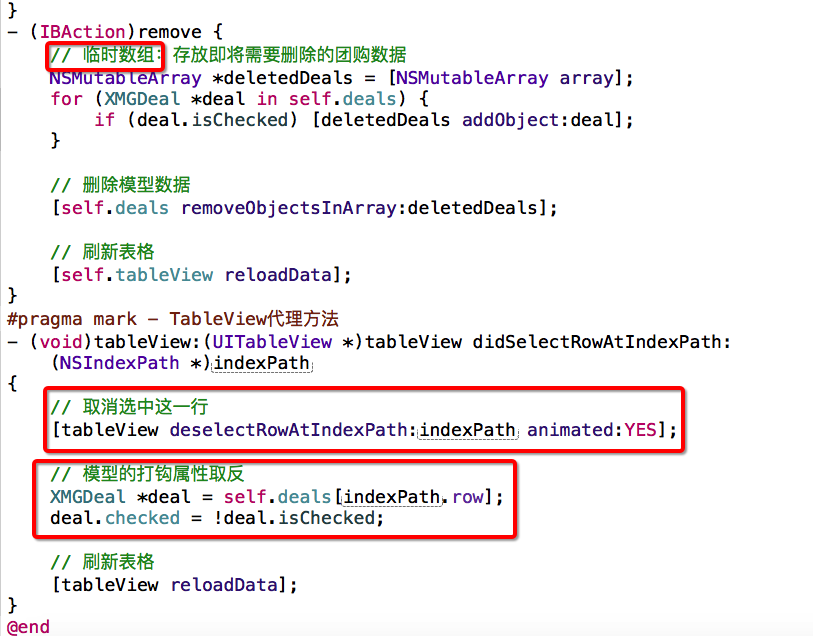 }
- (IBAction)remove {
// 临时数组: 存放即将需要删除的团购数据
NSMutableArray *deletedDeals = [NSMutableArray array];
for (XMGDeal *deal in self.deals) {
if (deal.isChecked) [deletedDeals addObject:deal];
}
// 删除模型数据
[self.deals removeObjectsInArray:deletedDeals];
// 刷新表格
[self.tableView reloadData];
}
#pragma mark - TableView代理方法
- (void)tableView:(UITableView *)tableView didSelectRowAtIndexPath:
(NSIndexPath *)indexPath
{
// 取消选中这一行
[tableView deselectRowAtIndexPath:indexPath animated:YES];
// 模型的打钩属性取反
XMGDeal *deal = self.deals[indexPath.row];
deal.checked = !deal.isChecked;
// 刷新表格
[tableView reloadData];
}
@end